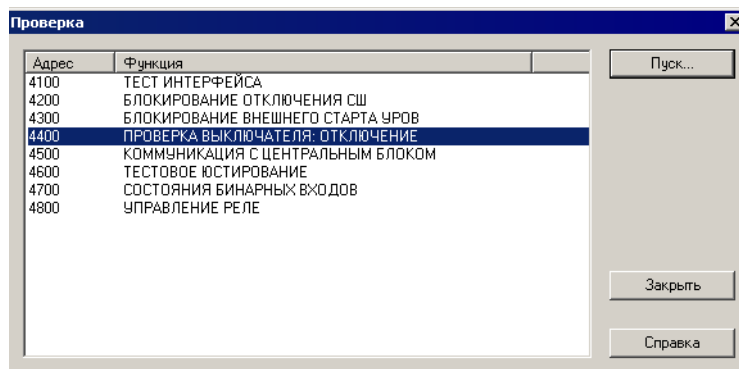 Проверка
Адрес Функция
4100 ТЕСТ ИНТЕРФЕЙСА
4200 БЛОКИРОВАНИЕ ОТКЛЮЧЕНИЯ СШ
4300 БЛОКИРОВАНИЕ ВНЕШНЕГО СТАРТА УРОВ
4400 ПРОВЕРКА ВЫКЛЮЧАТЕЛЯ: ОТКЛЮЧЕНИЕ
4500 КОММУНИКАЦИЯ С ЦЕНТРАЛЬНЫМ БЛОКОМ
4600 ТЕСТОВОЕ ЮСТИРОВАНИЕ
4700 СОСТОЯНИЯ БИНАРНЫХ ВХОДОВ
4800 УПРАВЛЕНИЕ РЕЛЕ
Пуск...
Закрыть
Справка